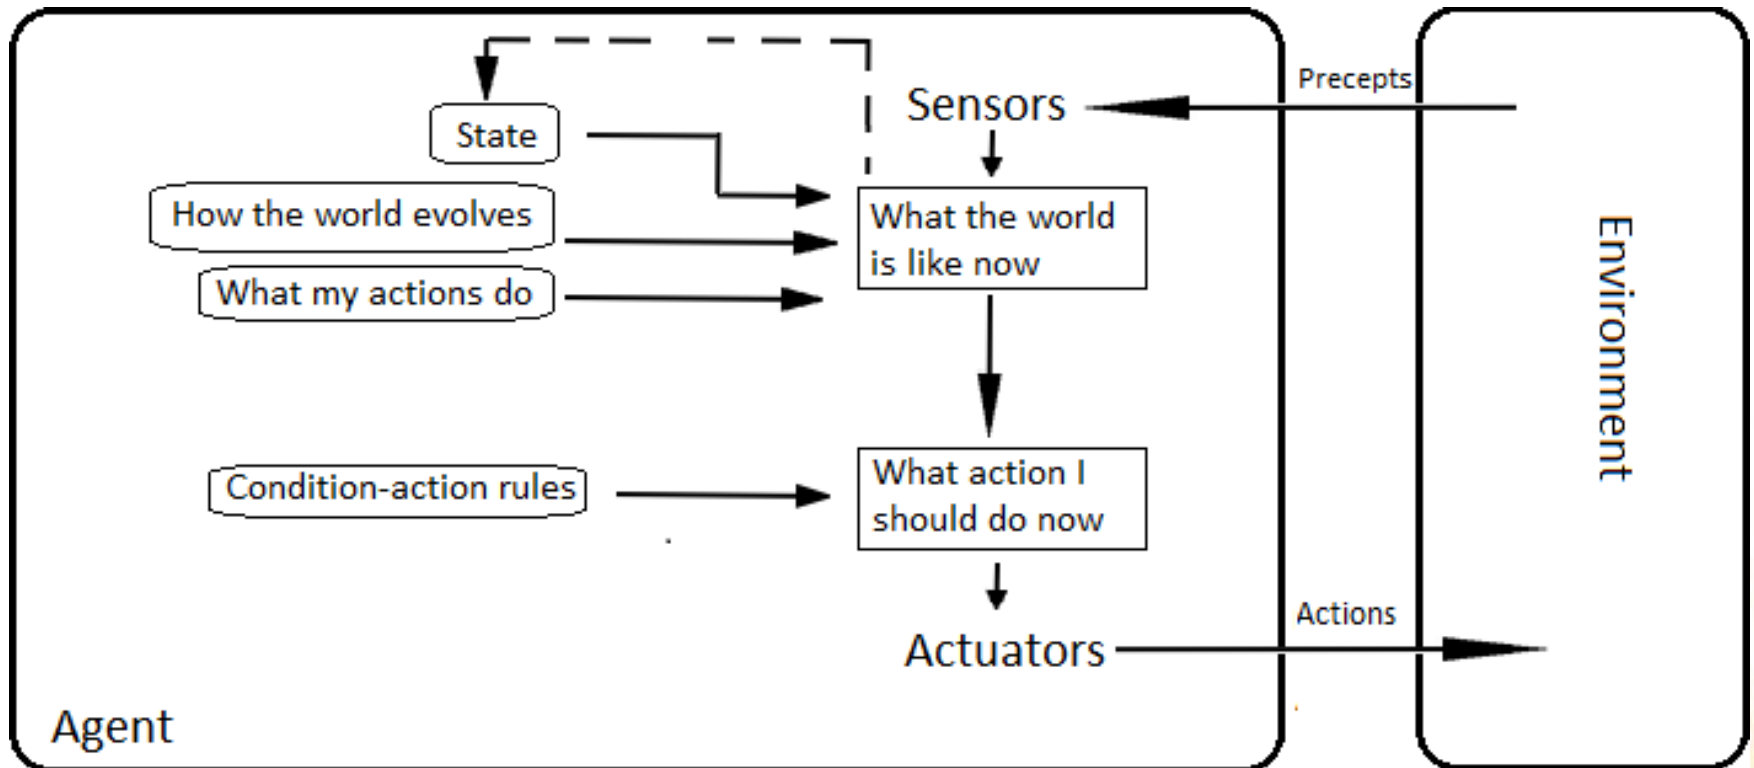 Precepts
Sensors
State
How the world evolves
What the world
is like now
What my actions do
Environment
Condition-action rules
What action I
should do now
Actions
Actuators
Agent